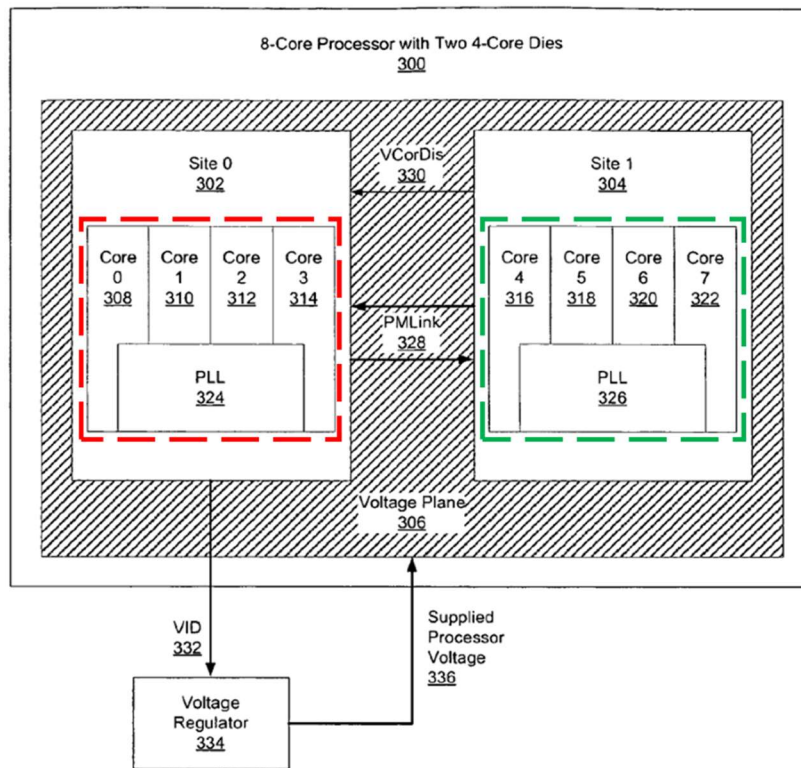 8-Core Processor with Two 4-Core Dies
300
Site 0
302
VCorDis
330
Site 1
304
Core
0
308
Core
1
310
Core
2
312
Core
3
314
PLL
324
PMLink
328
Core
4
316
Core
5
318
Core
6
320
Core
7
322
PLL
326
Voltage Plane
306
VID
332
Supplied
Processor
Voltage
336
Voltage
Regulator
334